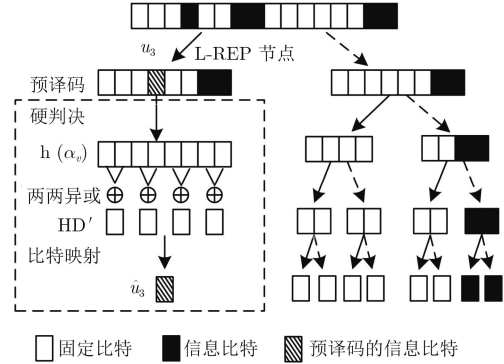 u₃ L-REP 节点
预译码
硬判决
h (αᵥ)
两两异或
HD′
比特映射
û₃
固定比特 信息比特 预译码的信息比特